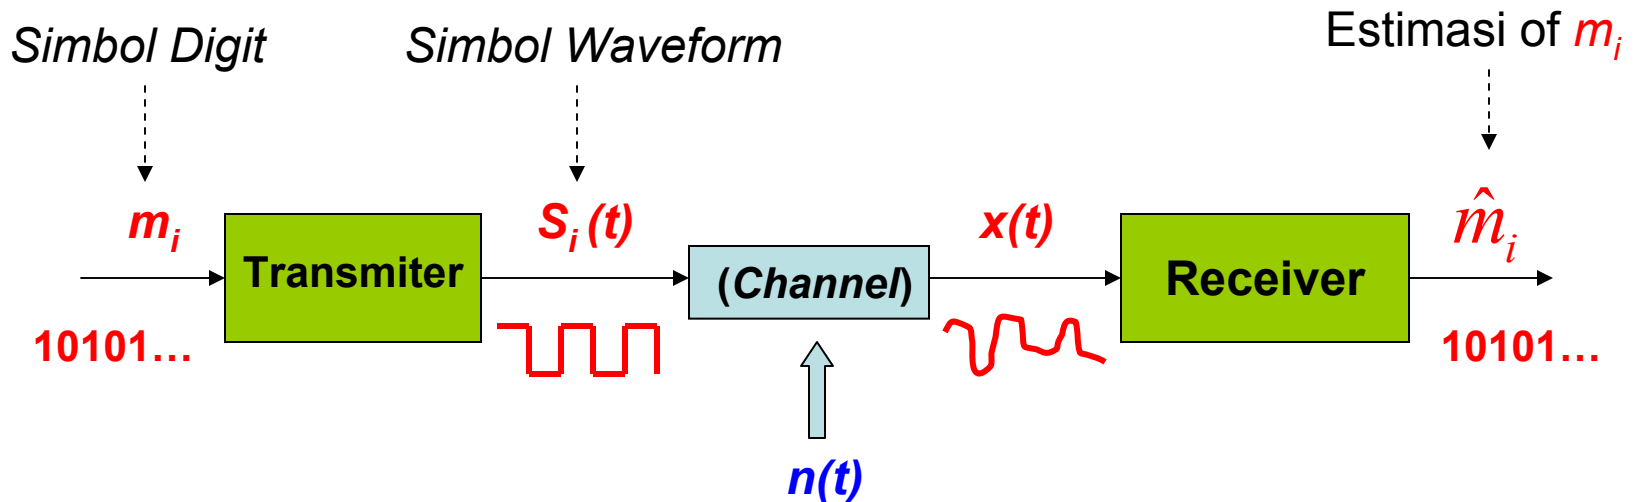 Simbol Digit
Simbol Waveform
Estimasi of mᵢ
mᵢ
Sᵢ (t)
x(t)
m̂ᵢ
Transmiter
(Channel)
Receiver
10101…
10101…
n(t)